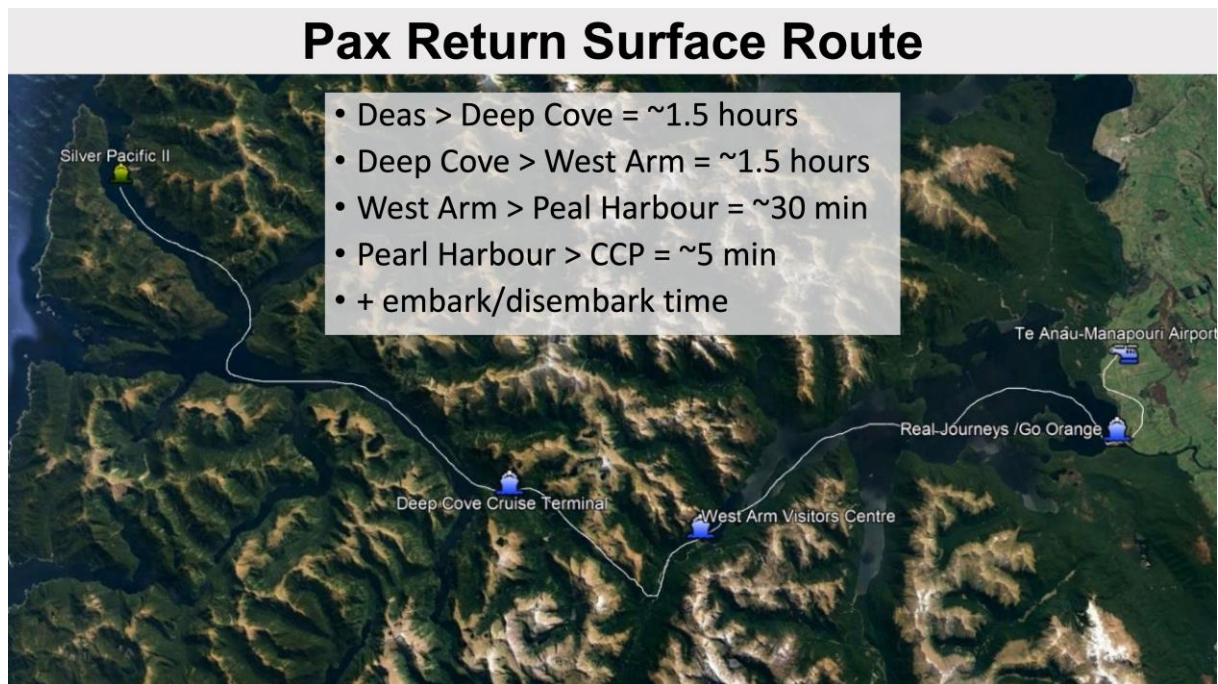 Pax Return Surface Route
• Deas > Deep Cove = ~1.5 hours
• Deep Cove > West Arm = ~1.5 hours
• West Arm > Peal Harbour = ~30 min
• Pearl Harbour > CCP = ~5 min
• + embark/disembark time
Silver Pacific II
Te Anau-Manapouri Airport
Real Journeys /Go Orange
Deep Cove Cruise Terminal
West Arm Visitors Centre